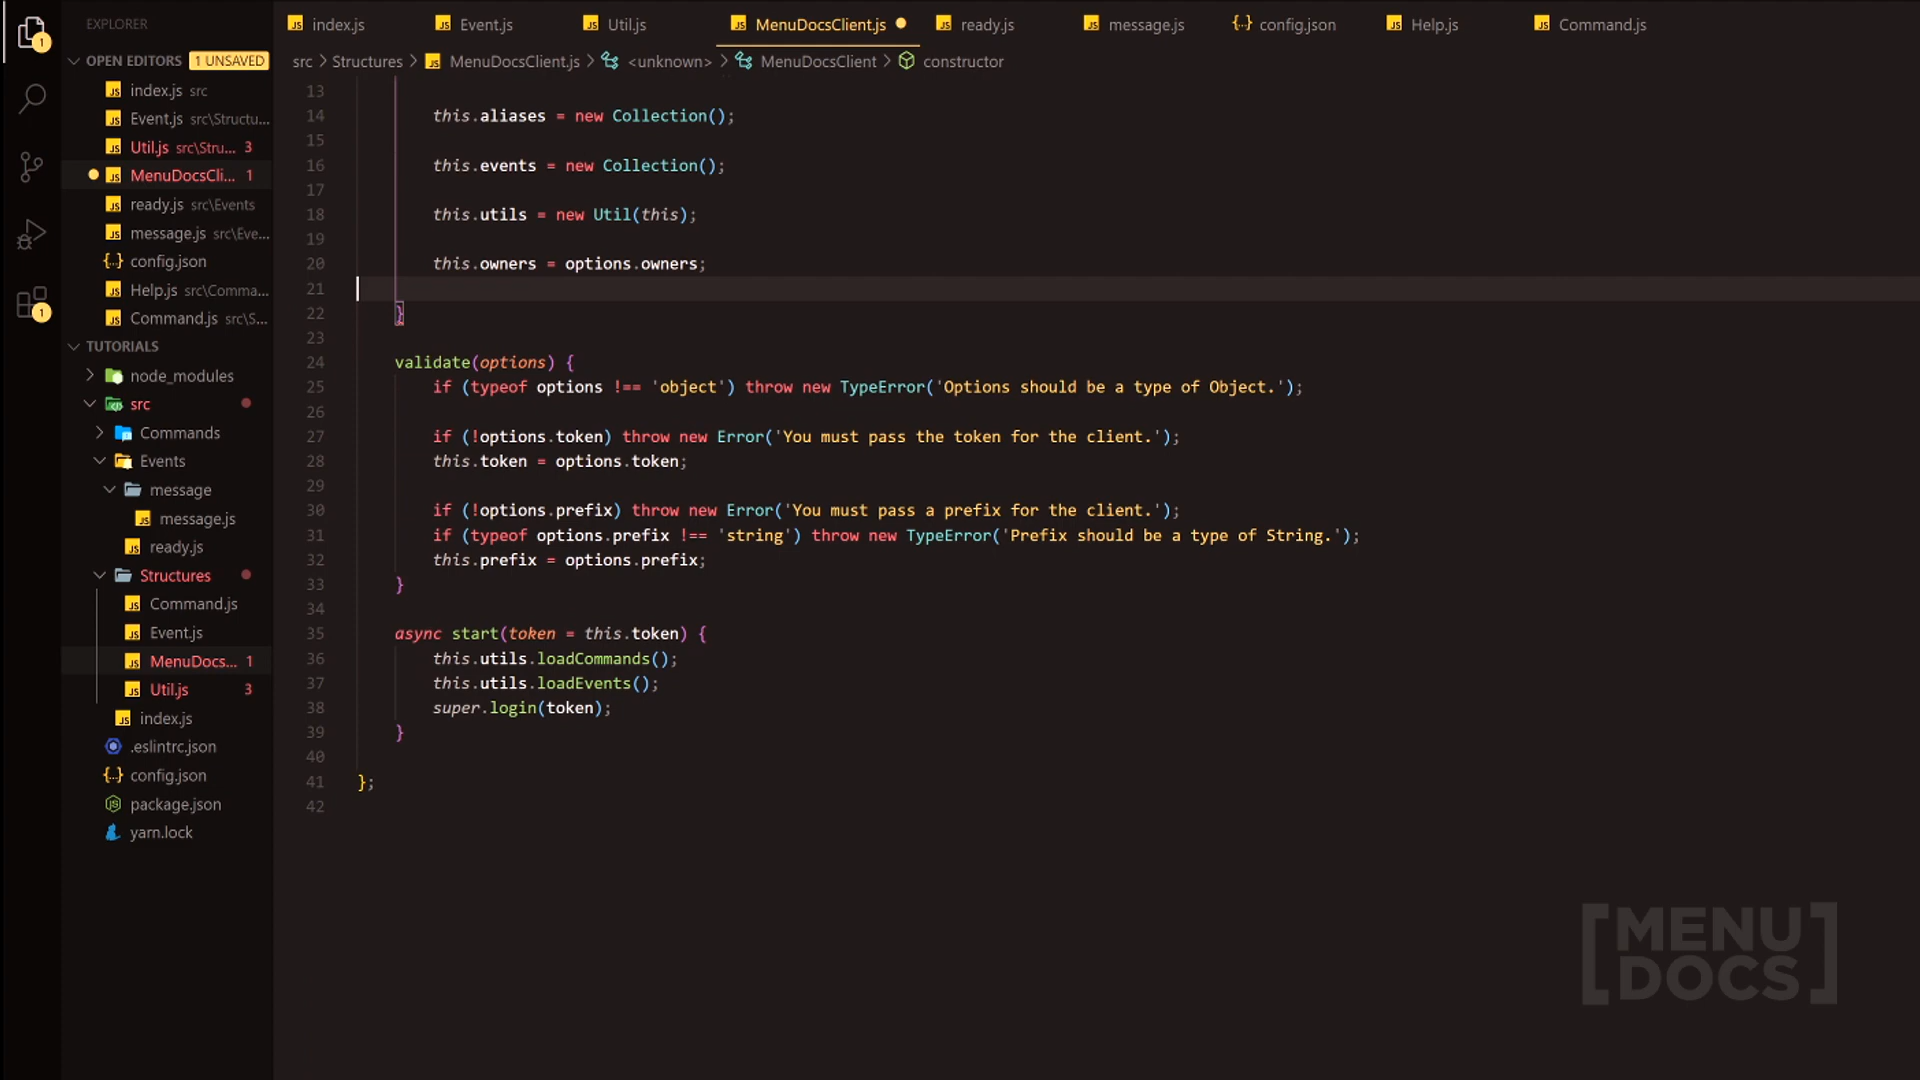 EXPLORER
OPEN EDITORS 1 UNSAVED
index.js src
Event.js src\Structu...
Util.js src\Stru... 3
MenuDocsCli... 1
ready.js src\Events
message.js src\Eve...
config.json
Help.js src\Comma...
Command.js src\S...
TUTORIALS
node_modules
src
Commands
Events
message
message.js
ready.js
Structures
Command.js
Event.js
MenuDocs... 1
Util.js 3
index.js
.eslintrc.json
config.json
package.json
yarn.lock
1
1
index.js Event.js Util.js MenuDocsClient.js ready.js message.js config.json Help.js Command.js
src > Structures > MenuDocsClient.js > <unknown> > MenuDocsClient > constructor
13
14 this.aliases = new Collection();
15
16 this.events = new Collection();
17
18 this.utils = new Util(this);
19
20 this.owners = options.owners;
21
22 }
23
24 validate(options) {
25 if (typeof options !== 'object') throw new TypeError('Options should be a type of Object.');
26
27 if (!options.token) throw new Error('You must pass the token for the client.');
28 this.token = options.token;
29
30 if (!options.prefix) throw new Error('You must pass a prefix for the client.');
31 if (typeof options.prefix !== 'string') throw new TypeError('Prefix should be a type of String.');
32 this.prefix = options.prefix;
33 }
34
35 async start(token = this.token) {
36 this.utils.loadCommands();
37 this.utils.loadEvents();
38 super.login(token);
39 }
40
41 };
42
[MENU
DOCS]